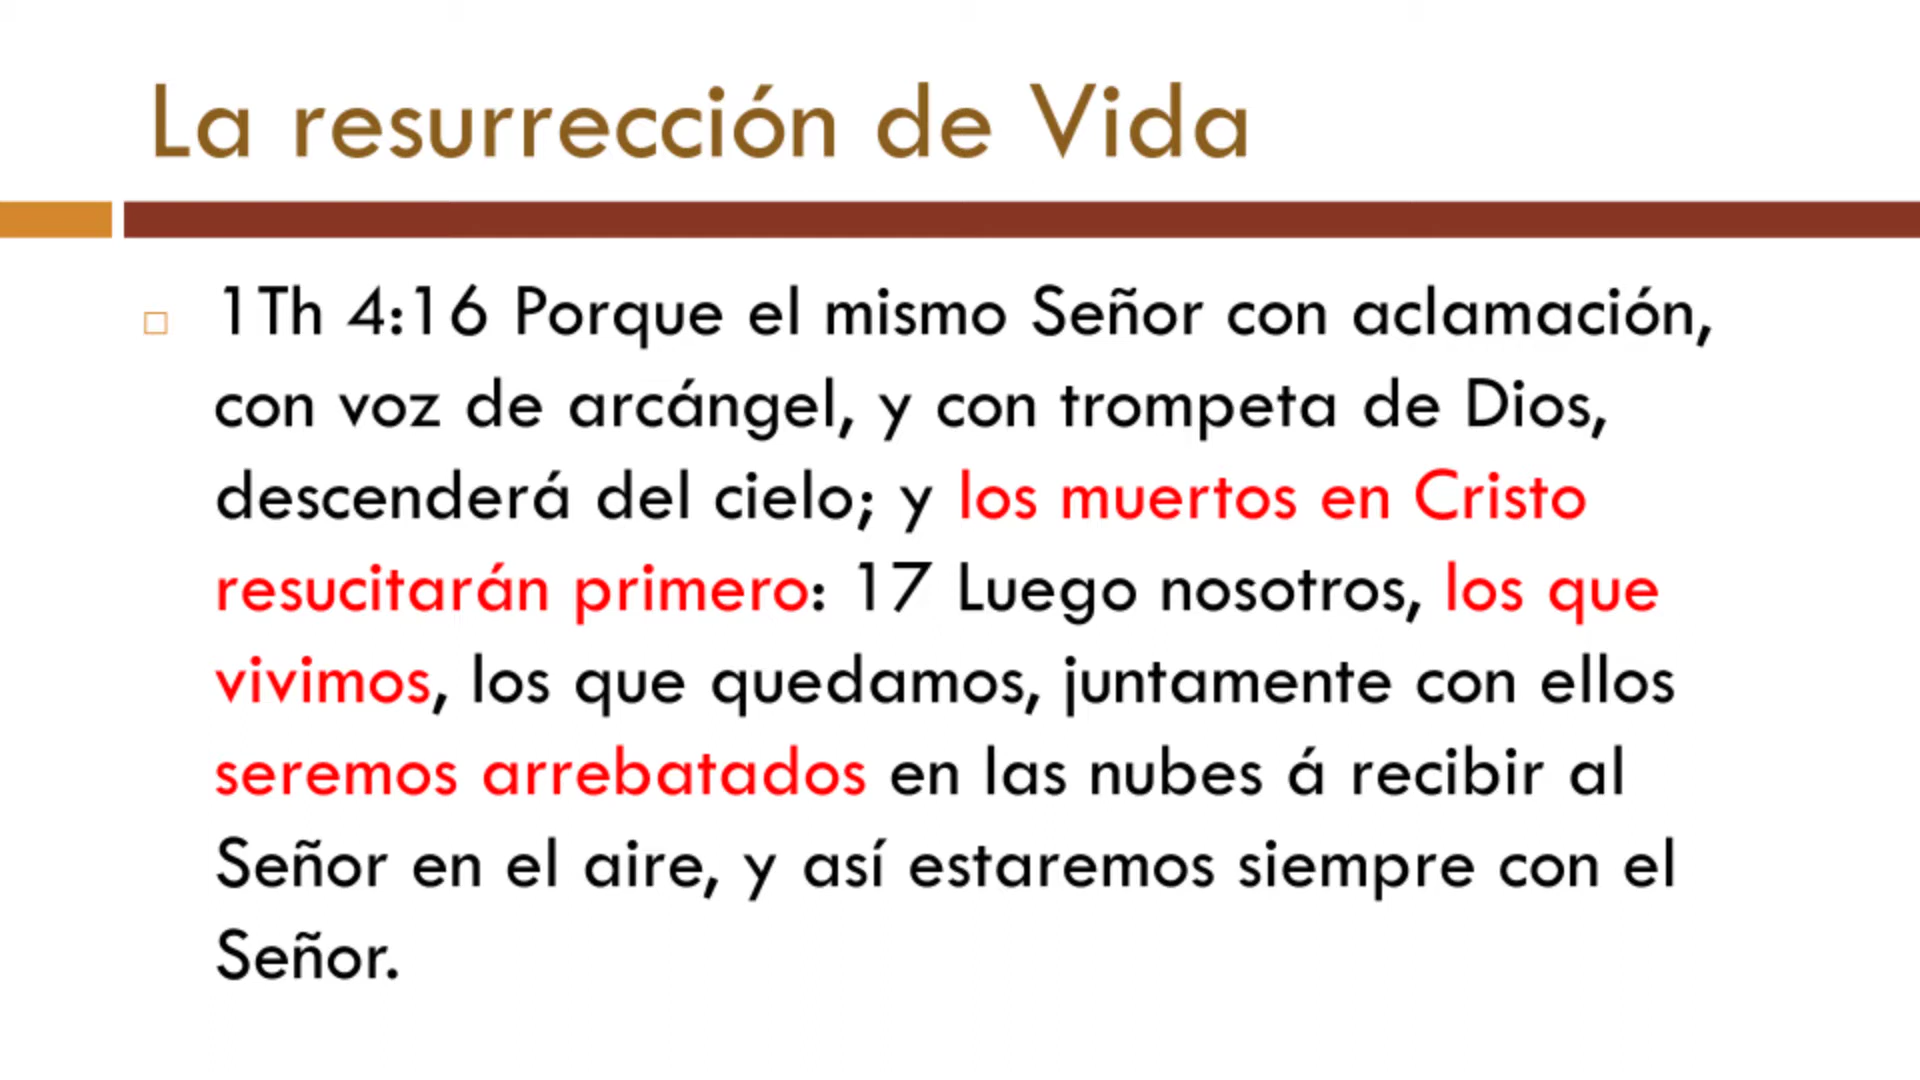 La resurrección de Vida
1Th 4:16 Porque el mismo Señor con aclamación,
con voz de arcángel, y con trompeta de Dios,
descenderá del cielo; y los muertos en Cristo
resucitarán primero: 17 Luego nosotros, los que
vivimos, los que quedamos, juntamente con ellos
seremos arrebatados en las nubes á recibir al
Señor en el aire, y así estaremos siempre con el
Señor.